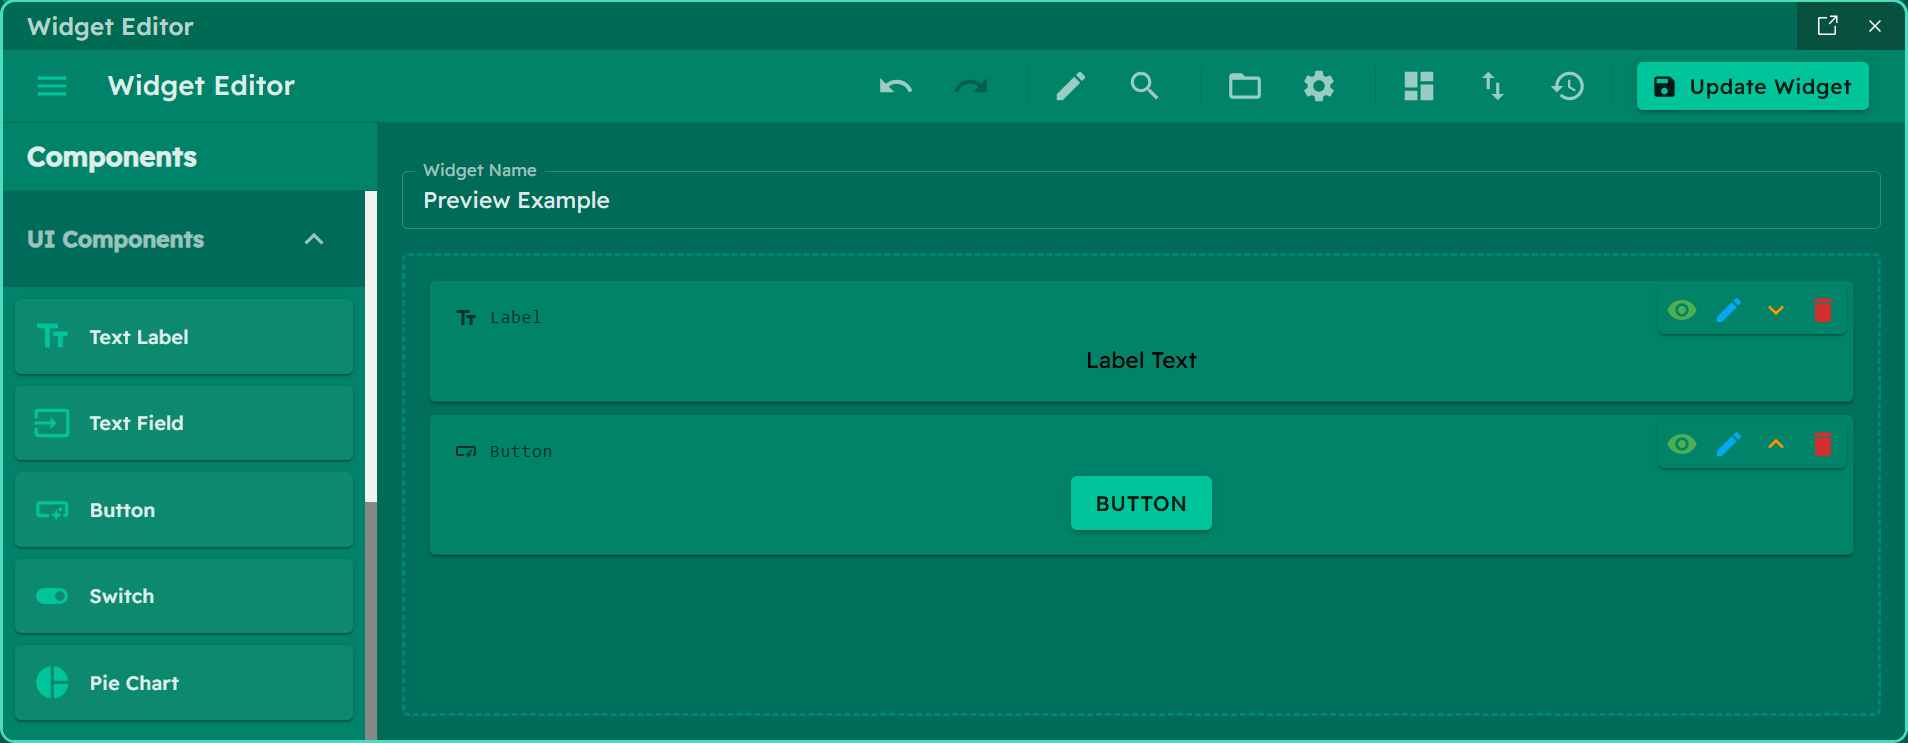 Widget Editor
Widget Editor
Update Widget
Components
UI Components
Text Label
Text Field
Button
Switch
Pie Chart
Widget Name
Preview Example
Label
Label Text
Button
BUTTON